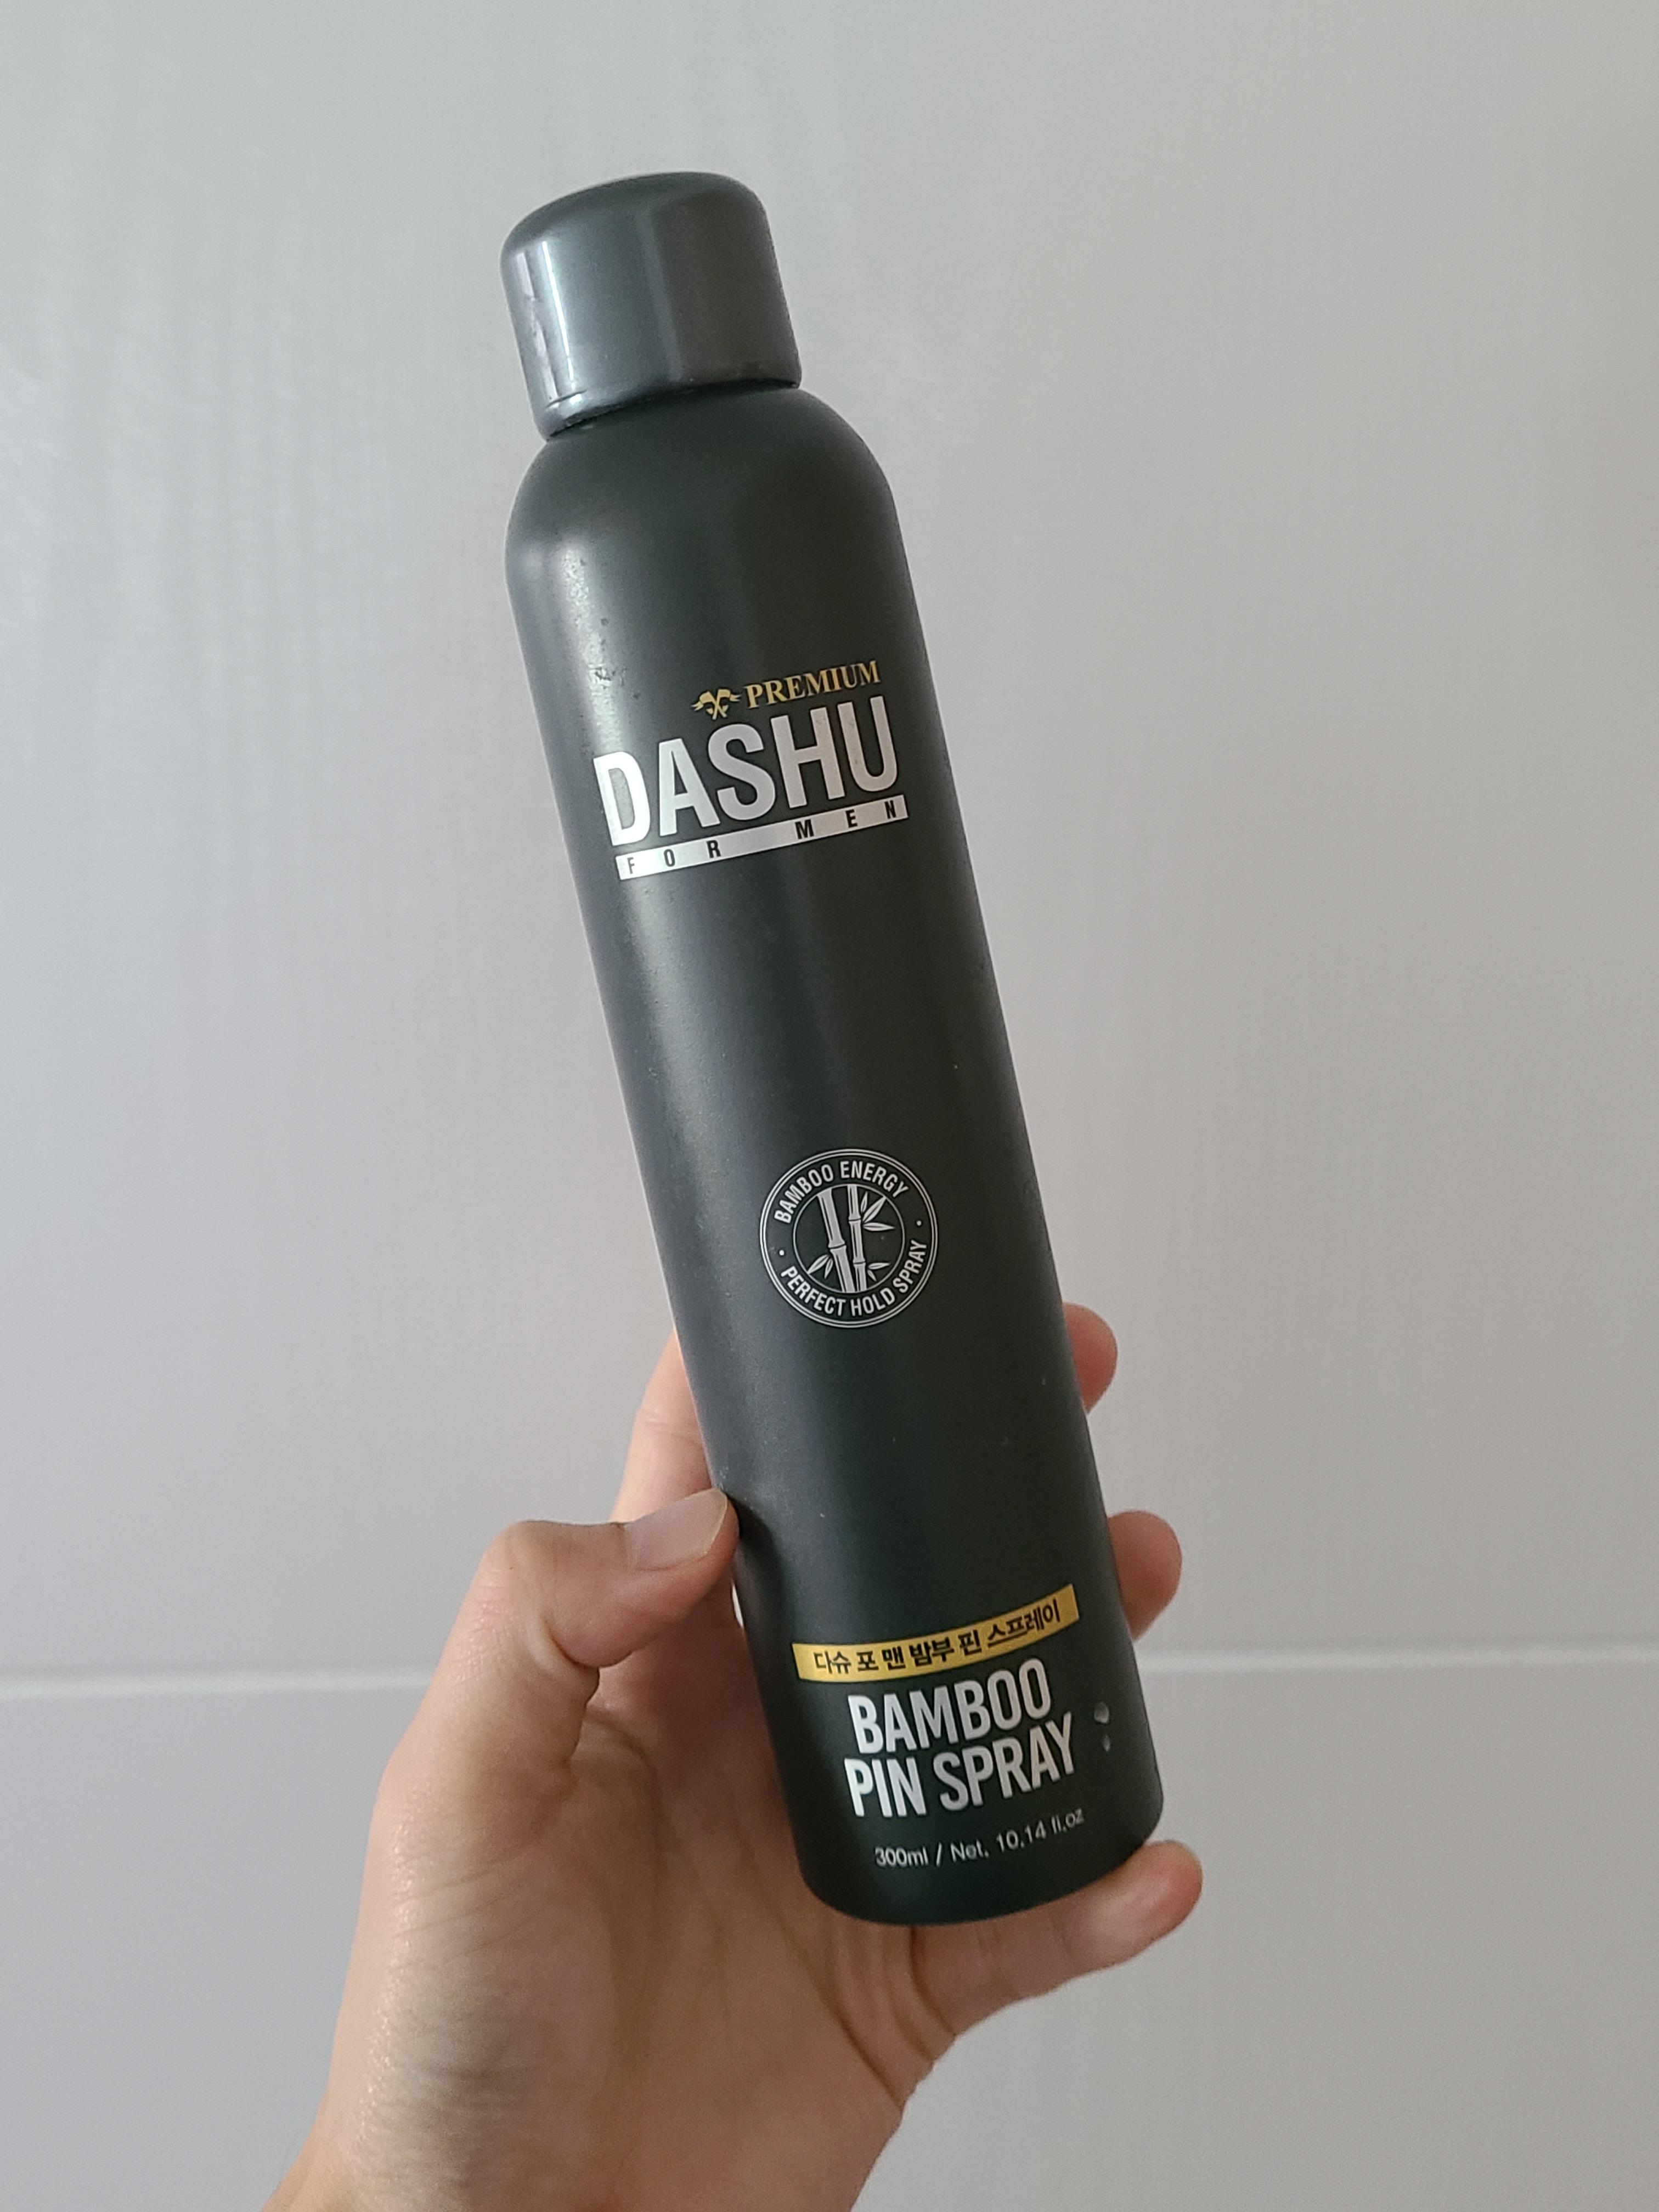 PREMIUM
DASHU
FOR MEN
BAMBOO ENERGY
PERFECT HOLD SPRAY
다슈 포 맨 밤부 핀 스프레이
BAMBOO
PIN SPRAY
300ml / Net. 10.14 fl.oz